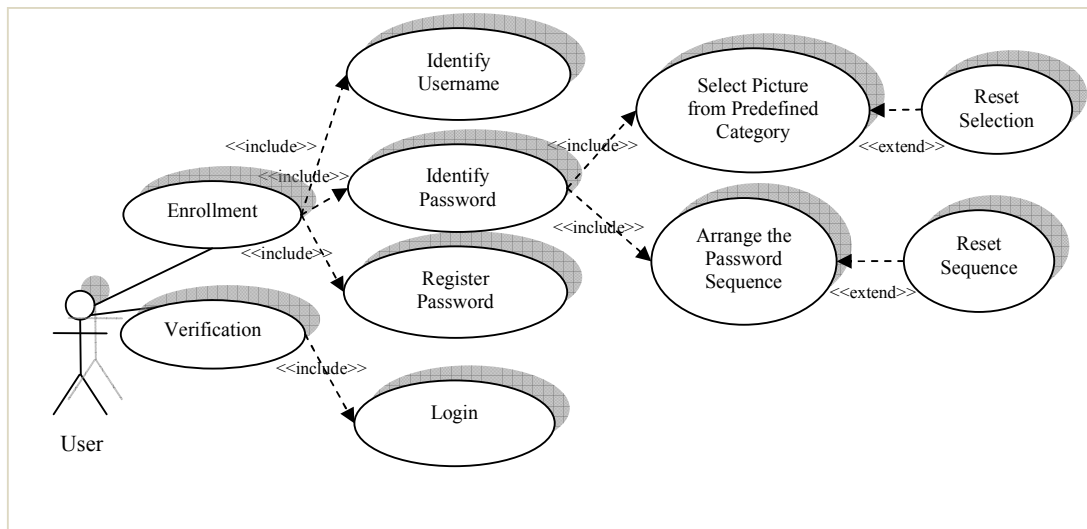 Identify
Username
Select Picture
from Predefined
Category
Reset
Selection
<<extend>>
<<include>>
<<include>>
<<include>>
Identify
Password
Enrollment
<<include>>
<<include>>
Arrange the
Password
Sequence
Reset
Sequence
<<extend>>
Register
Password
Verification
<<include>>
Login
User